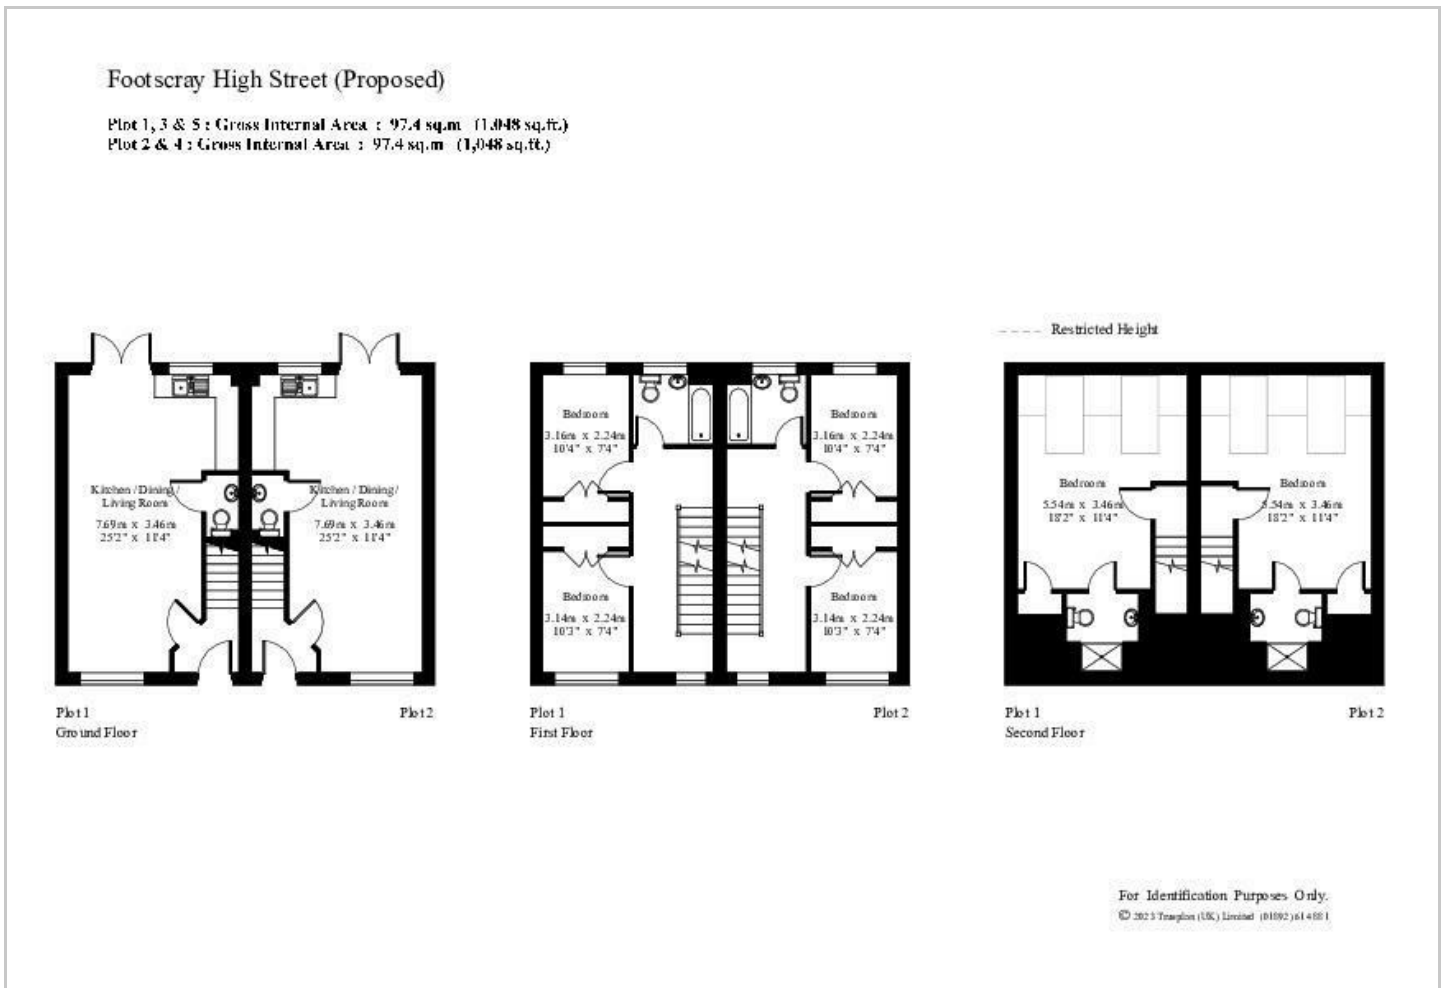 Footscray High Street (Proposed)
Plot 1, 3 & 5 : Gross Internal Area : 97.4 sq.m (1,048 sq.ft.)
Plot 2 & 4 : Gross Internal Area : 97.4 sq.m (1,048 sq.ft.)
Kitchen / Dining /
Living Room
7.69m x 3.46m
25'2" x 11'4"
Kitchen / Dining /
Living Room
7.69m x 3.46m
25'2" x 11'4"
Plot 1
Plot 2
Ground Floor
Bedroom
3.16m x 2.24m
10'4" x 7'4"
Bedroom
3.16m x 2.24m
10'4" x 7'4"
Bedroom
3.14m x 2.24m
10'3" x 7'4"
Bedroom
3.14m x 2.24m
10'3" x 7'4"
Plot 1
Plot 2
First Floor
Restricted Height
Bedroom
5.54m x 3.46m
18'2" x 11'4"
Bedroom
5.54m x 3.46m
18'2" x 11'4"
Plot 1
Plot 2
Second Floor
For Identification Purposes Only.
© 2023 Trueplan (UK) Limited (01892) 614 881